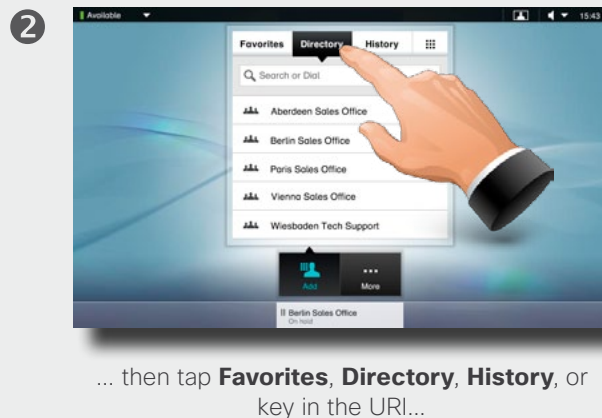 2
Available 15:43
Favorites Directory History
Search or Dial
Aberdeen Sales Office
Berlin Sales Office
Paris Sales Office
Vienna Sales Office
Wiesbaden Tech Support
Add More
Berlin Sales Office
On hold
... then tap Favorites, Directory, History, or
key in the URI...